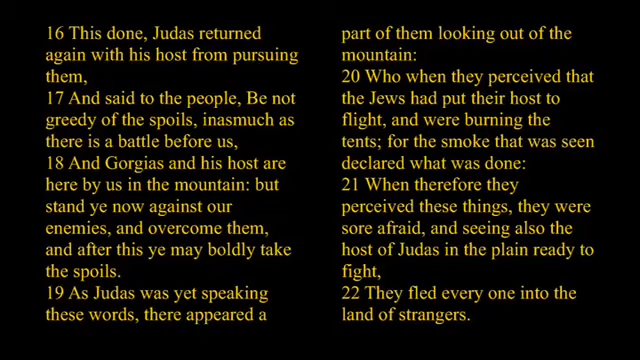 16 This done, Judas returned
again with his host from pursuing
them,
17 And said to the people, Be not
greedy of the spoils, inasmuch as
there is a battle before us,
18 And Gorgias and his host are
here by us in the mountain: but
stand ye now against our
enemies, and overcome them,
and after this ye may boldly take
the spoils.
19 As Judas was yet speaking
these words, there appeared a
part of them looking out of the
mountain:
20 Who when they perceived that
the Jews had put their host to
flight, and were burning the
tents; for the smoke that was seen
declared what was done:
21 When therefore they
perceived these things, they were
sore afraid, and seeing also the
host of Judas in the plain ready to
fight,
22 They fled every one into the
land of strangers.